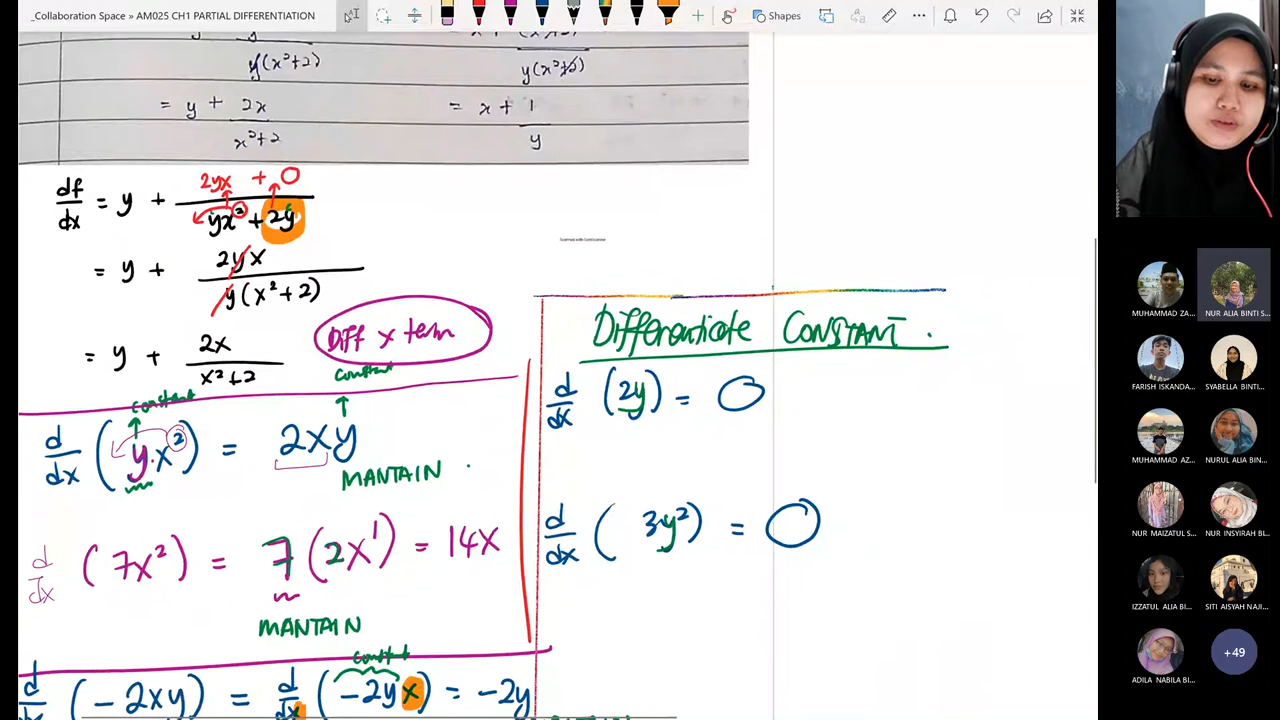 _Collaboration Space » AM025 CH1 PARTIAL DIFFERENTIATION
Shapes
y(x²+2)
y(x²+2)
= y + 2x
x²+2
= x + 1
y
df/dx = y + 2yx + 0
yx² + 2y
= y + 2yx
y(x²+2)
= y + 2x
x²+2
Diff x term
constant
constant
d/dx (y·x²) = 2xy
MANTAIN
d/dx (7x²) = 7(2x¹) = 14x
MANTAIN
constant
d/dx (-2xy) = d/dx (-2yx) = -2y
Differentiate CONSTANT.
d/dx (2y) = 0
d/dx (3y²) = 0
Scanned with CamScanner
MUHAMMAD ZA...
NUR ALIA BINTI S...
FARISH ISKANDA...
SYABELLA BINTI...
MUHAMMAD AZ...
NURUL ALIA BIN...
NUR MAIZATUL S...
NUR INSYIRAH BI...
IZZATUL ALIA BI...
SITI AISYAH NAJI...
ADILA NABILA BI...
+49